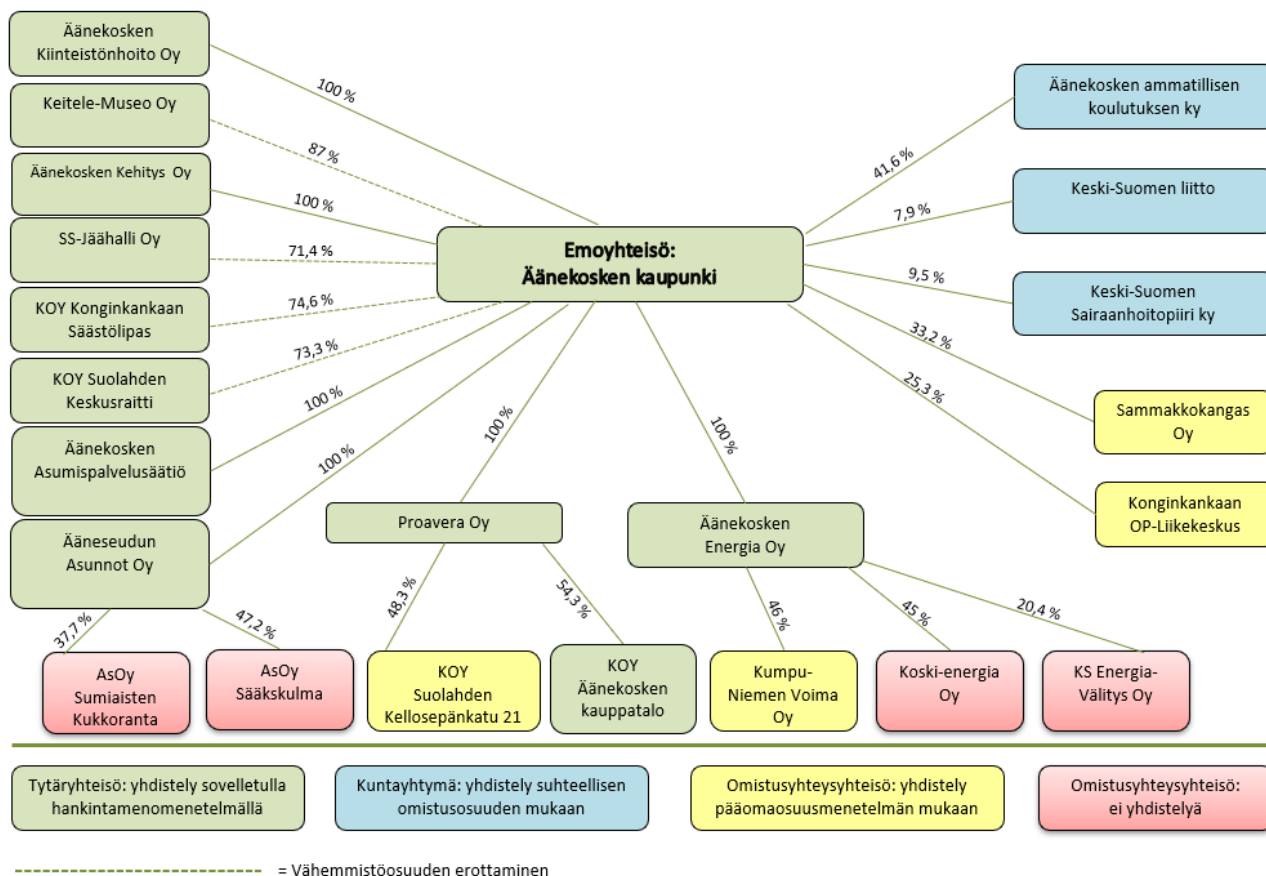 Äänekosken
Kiinteistönhoito Oy
100 %
Keitele-Museo Oy
87 %
Äänekosken Kehitys Oy
100 %
SS-Jäähalli Oy
71,4 %
KOY Konginkankaan
Säästölipas
74,6 %
KOY Suolahden
Keskusraitti
73,3 %
Äänekosken
Asumispalvelusäätiö
100 %
Ääneseudun
Asunnot Oy
100 %
Emoyhteisö:
Äänekosken kaupunki
41,6 %
Äänekosken ammatillisen
koulutuksen ky
7,9 %
Keski-Suomen liitto
9,5 %
Keski-Suomen
Sairaanhoitopiiri ky
33,2 %
Sammakkokangas
Oy
25,3 %
Konginkankaan
OP-Liikekeskus
100 %
Proavera Oy
100 %
Äänekosken
Energia Oy
37,7 %
47,2 %
48,3 %
54,3 %
46 %
45 %
20,4 %
AsOy
Sumiaisten
Kukkoranta
AsOy
Sääkskulma
KOY
Suolahden
Kellosepänkatu 21
KOY
Äänekosken
kauppatalo
Kumpu-
Niemen Voima
Oy
Koski-energia
Oy
KS Energia-
Välitys Oy
Tytäryhteisö: yhdistely sovelletulla
hankintamenomenetelmällä
Kuntayhtymä: yhdistely suhteellisen
omistusosuuden mukaan
Omistusyhteysyhteisö: yhdistely
pääomaosuusmenetelmän mukaan
Omistusyhteysyhteisö:
ei yhdistelyä
= Vähemmistöosuuden erottaminen